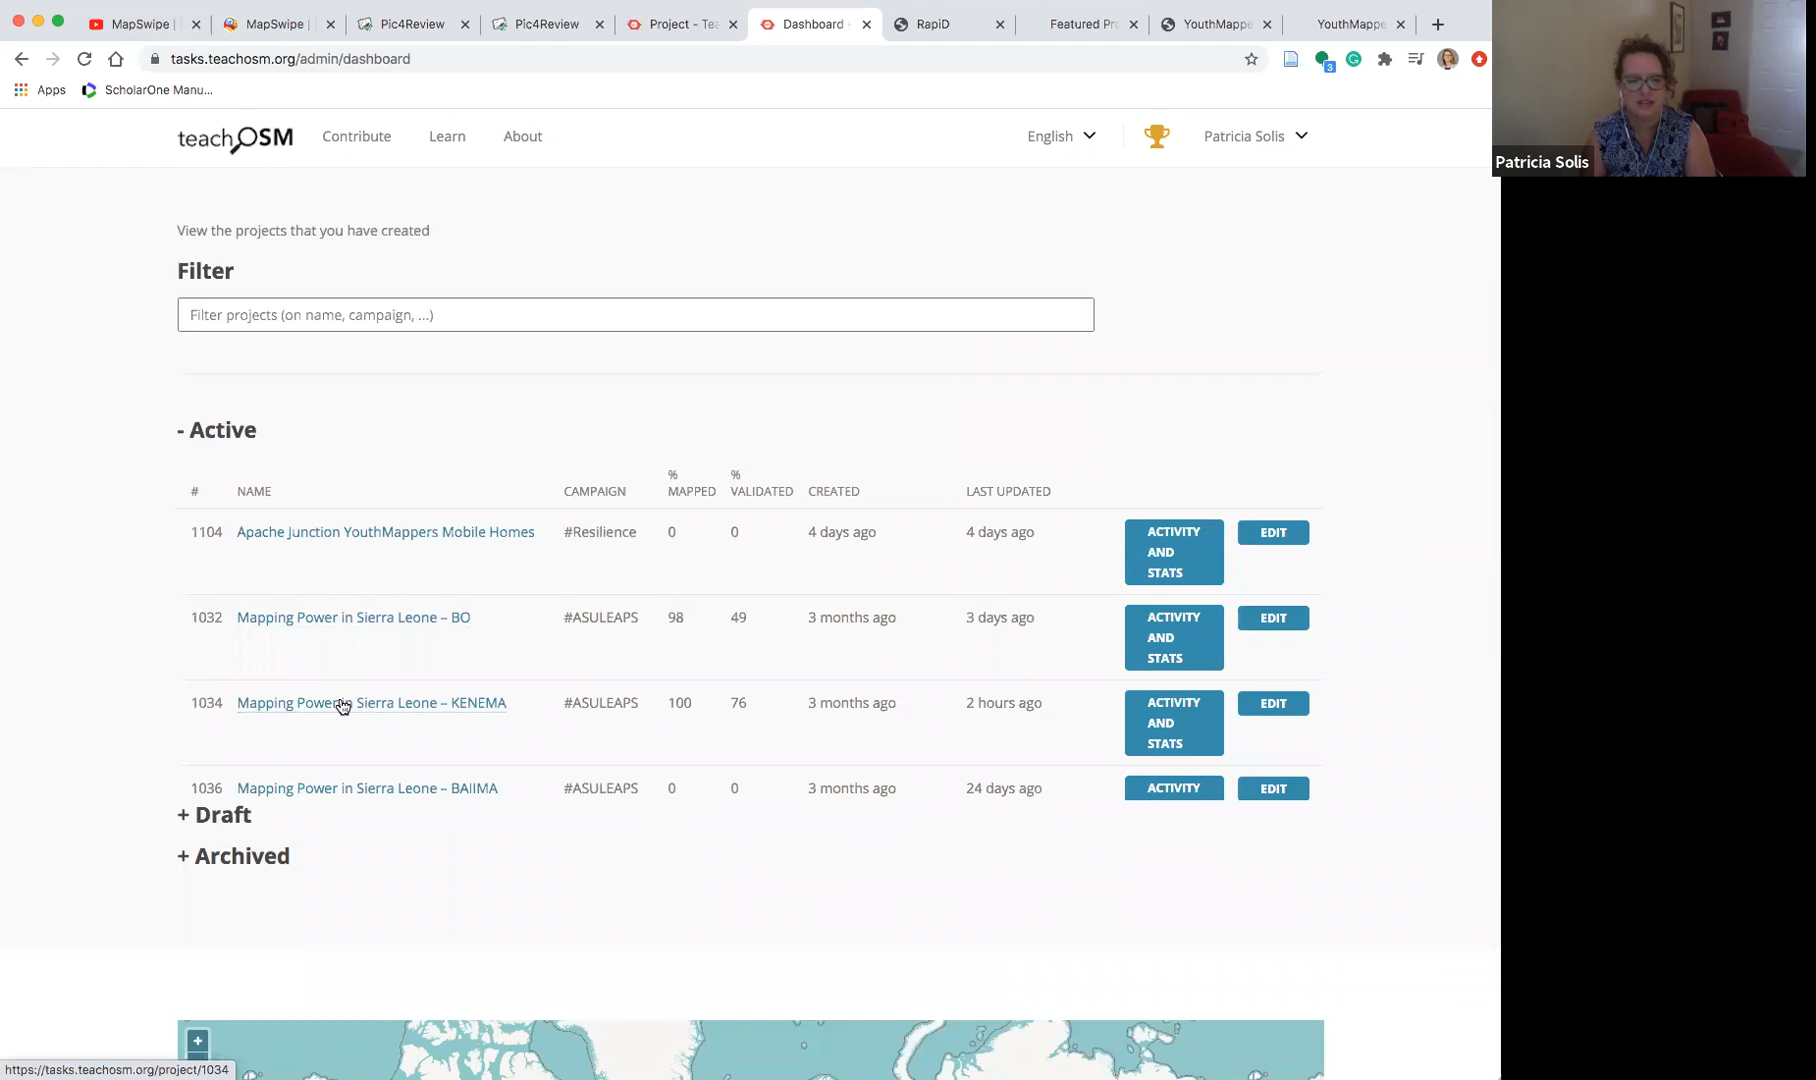 MapSwipe | MapSwipe | Pic4Review Pic4Review Project - Tea Dashboard RapiD Featured Pro YouthMappe YouthMappe
tasks.teachosm.org/admin/dashboard
3
Apps ScholarOne Manu...
teachOSM Contribute Learn About English Patricia Solis
Patricia Solis
View the projects that you have created
Filter
Filter projects (on name, campaign, ...)
- Active
# NAME CAMPAIGN % MAPPED % VALIDATED CREATED LAST UPDATED
1104 Apache Junction YouthMappers Mobile Homes #Resilience 0 0 4 days ago 4 days ago ACTIVITY AND STATS EDIT
1032 Mapping Power in Sierra Leone – BO #ASULEAPS 98 49 3 months ago 3 days ago ACTIVITY AND STATS EDIT
1034 Mapping Power in Sierra Leone – KENEMA #ASULEAPS 100 76 3 months ago 2 hours ago ACTIVITY AND STATS EDIT
1036 Mapping Power in Sierra Leone – BAIIMA #ASULEAPS 0 0 3 months ago 24 days ago ACTIVITY EDIT
+ Draft
+ Archived
+
https://tasks.teachosm.org/project/1034